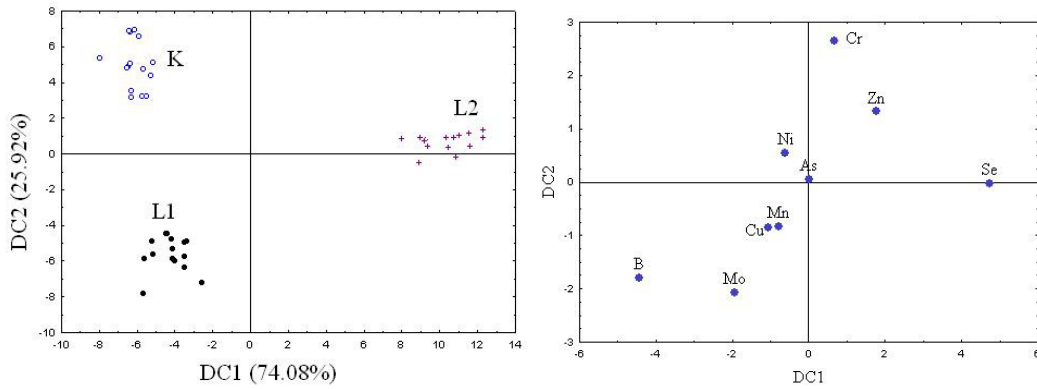 8
6
4
2
0
-2
-4
-6
-8
-10
-10 -8 -6 -4 -2 0 2 4 6 8 10 12 14
DC2 (25.92%)
DC1 (74.08%)
K
L2
L1
3
2
1
0
-1
-2
-3
-6 -4 -2 0 2 4 6
DC2
DC1
Cr
Zn
Ni
As
Se
Mn
Cu
B
Mo